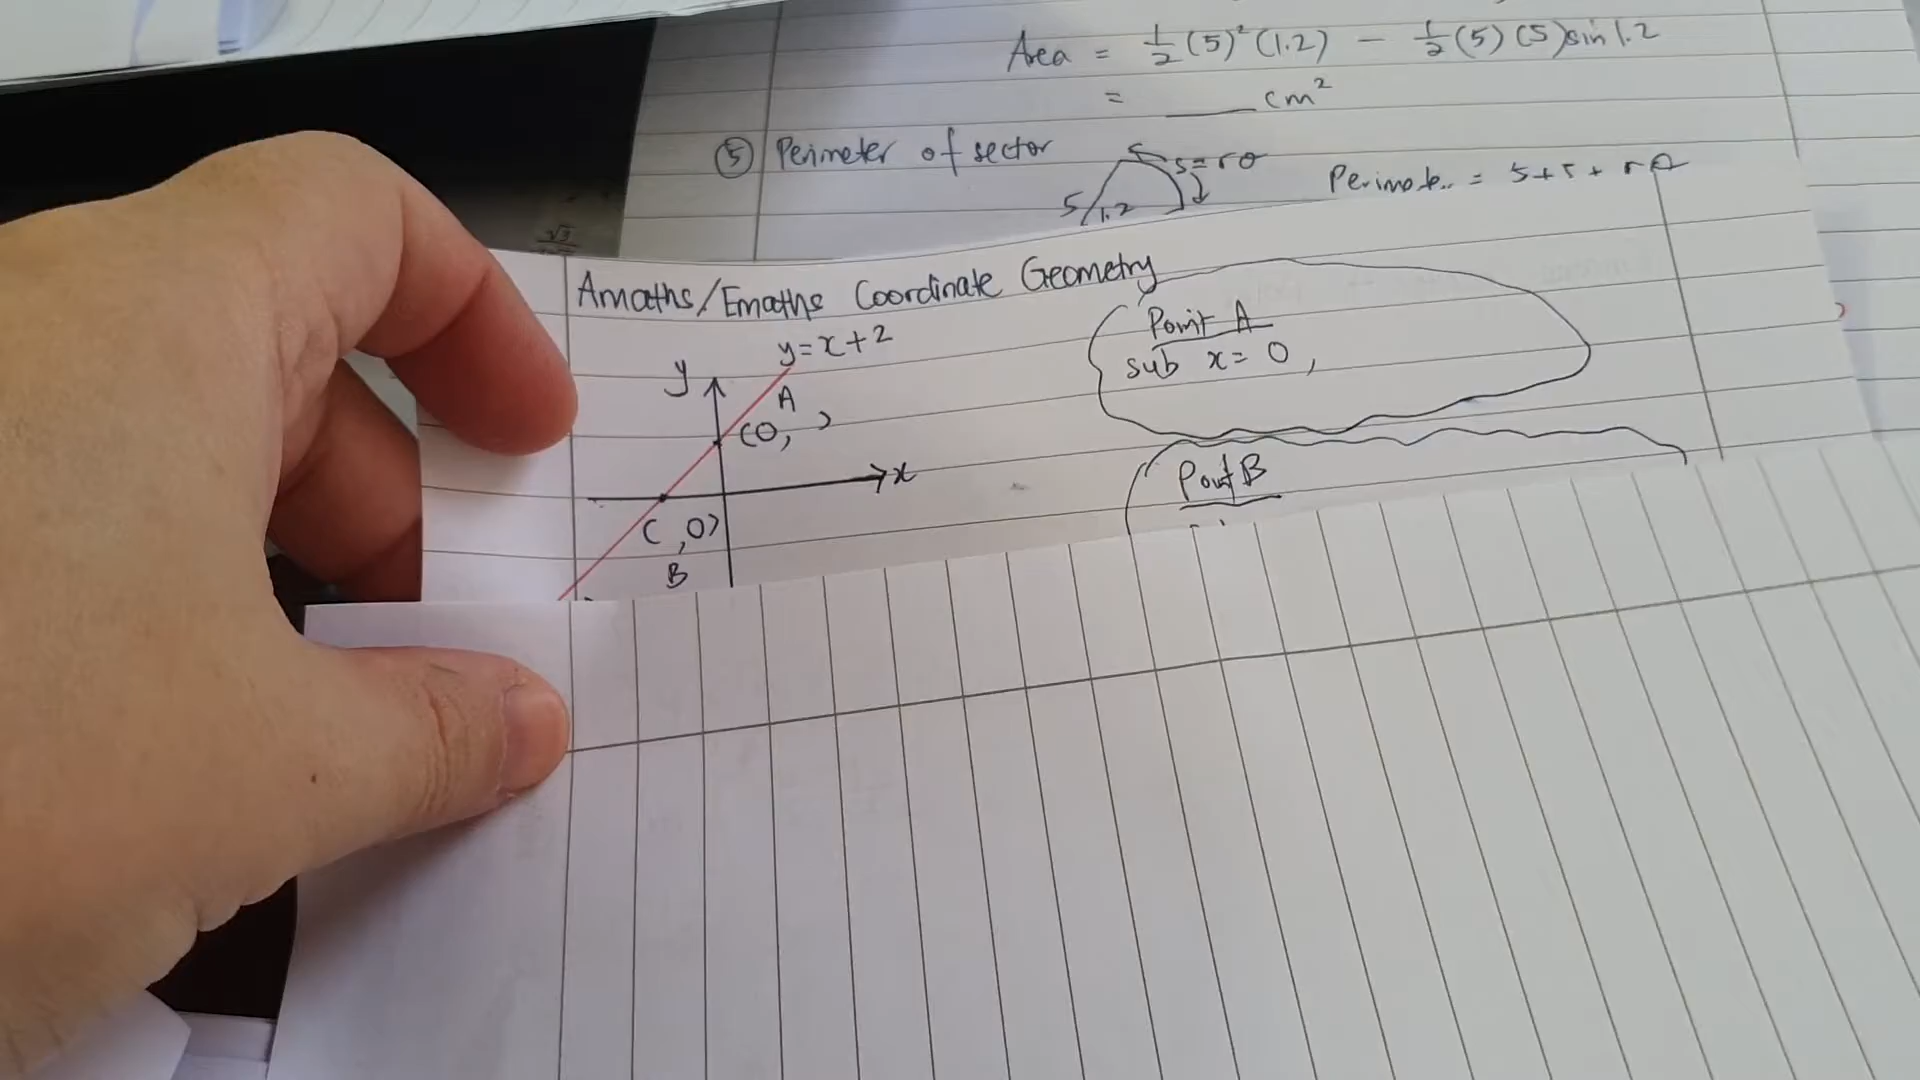 Area = 1/2 (5)² (1.2) - 1/2 (5) (5) sin 1.2
= ____ cm²
⑤ Perimeter of sector
s = rθ
5
1.2
Perimeter = 5 + 5 + rθ
√3
Amaths/Emaths Coordinate Geometry
y = x + 2
y
A
(0, )
x
( , 0)
B
Point A
sub x = 0 ,
Point B